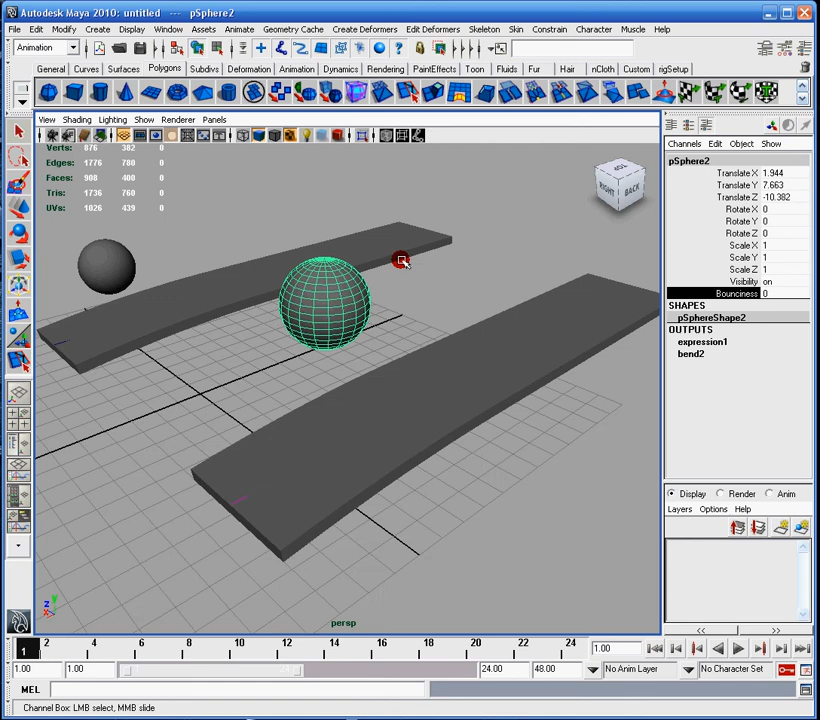 Autodesk Maya 2010: untitled --- pSphere2
File Edit Modify Create Display Window Assets Animate Geometry Cache Create Deformers Edit Deformers Skeleton Skin Constrain Character Muscle Help
Animation
General Curves Surfaces Polygons Subdivs Deformation Animation Dynamics Rendering PaintEffects Toon Fluids Fur Hair nCloth Custom rigSetup
View Shading Lighting Show Renderer Panels
Channels Edit Object Show
Verts: 876 382 0
Edges: 1776 780 0
Faces: 908 400 0
Tris: 1736 760 0
UVs: 1026 439 0
RIGHT BACK
pSphere2
Translate X 1.944
Translate Y 7.663
Translate Z -10.382
Rotate X 0
Rotate Y 0
Rotate Z 0
Scale X 1
Scale Y 1
Scale Z 1
Visibility on
Bounciness 0
SHAPES
pSphereShape2
OUTPUTS
expression1
bend2
Display Render Anim
Layers Options Help
persp
1 2 4 6 8 10 12 14 16 18 20 22 24 1.00
1.00 1.00 24.00 48.00 No Anim Layer No Character Set
MEL
Channel Box: LMB select, MMB slide